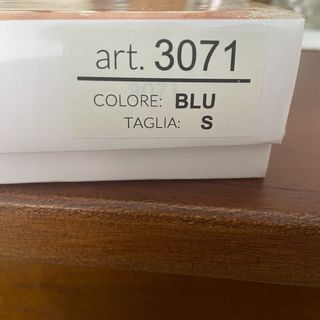 art. 3071
COLORE: BLU
TAGLIA: S